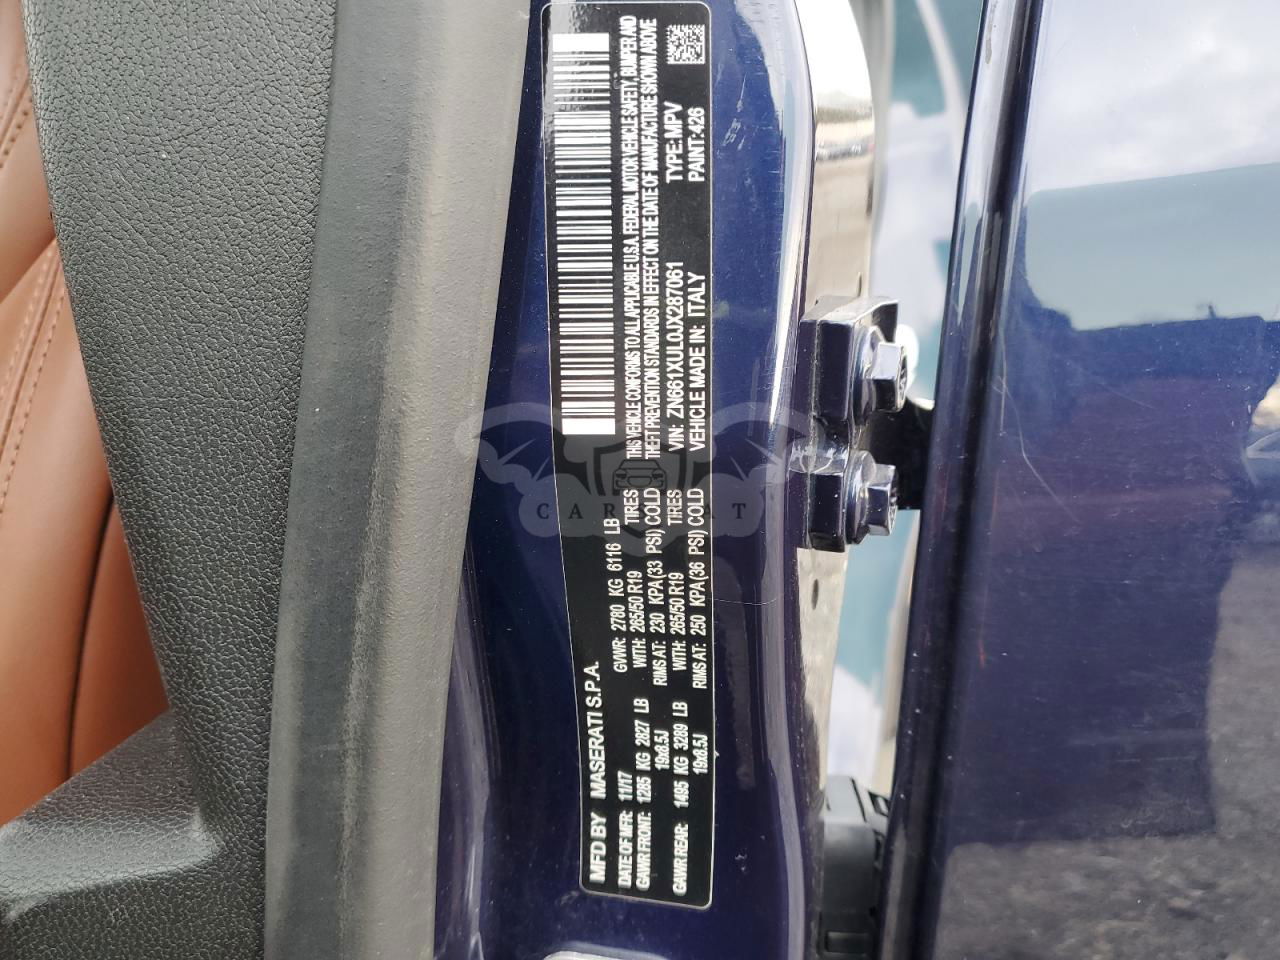 MFD BY MASERATI S.P.A.
DATE OF MFR: 11/17 GVWR: 2780 KG 6116 LB
GAWR FRONT: 1285 KG 2827 LB WITH: 265/50 R19 TIRES
19x8.5J RIMS AT: 230 KPA(33 PSI) COLD
GAWR REAR: 1495 KG 3289 LB WITH: 265/50 R19 TIRES
19x8.5J RIMS AT: 250 KPA(36 PSI) COLD
THIS VEHICLE CONFORMS TO ALL APPLICABLE U.S.A. FEDERAL MOTOR VEHICLE SAFETY, BUMPER AND
THEFT PREVENTION STANDARDS IN EFFECT ON THE DATE OF MANUFACTURE SHOWN ABOVE
VIN: ZN661XUL0JX287061 TYPE: MPV
VEHICLE MADE IN: ITALY PAINT: 426